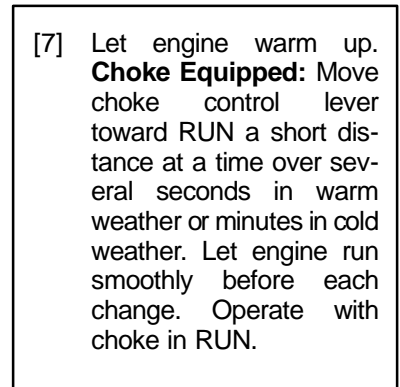 [7] Let engine warm up.
Choke Equipped: Move
choke control lever
toward RUN a short dis-
tance at a time over sev-
eral seconds in warm
weather or minutes in cold
weather. Let engine run
smoothly before each
change. Operate with
choke in RUN.